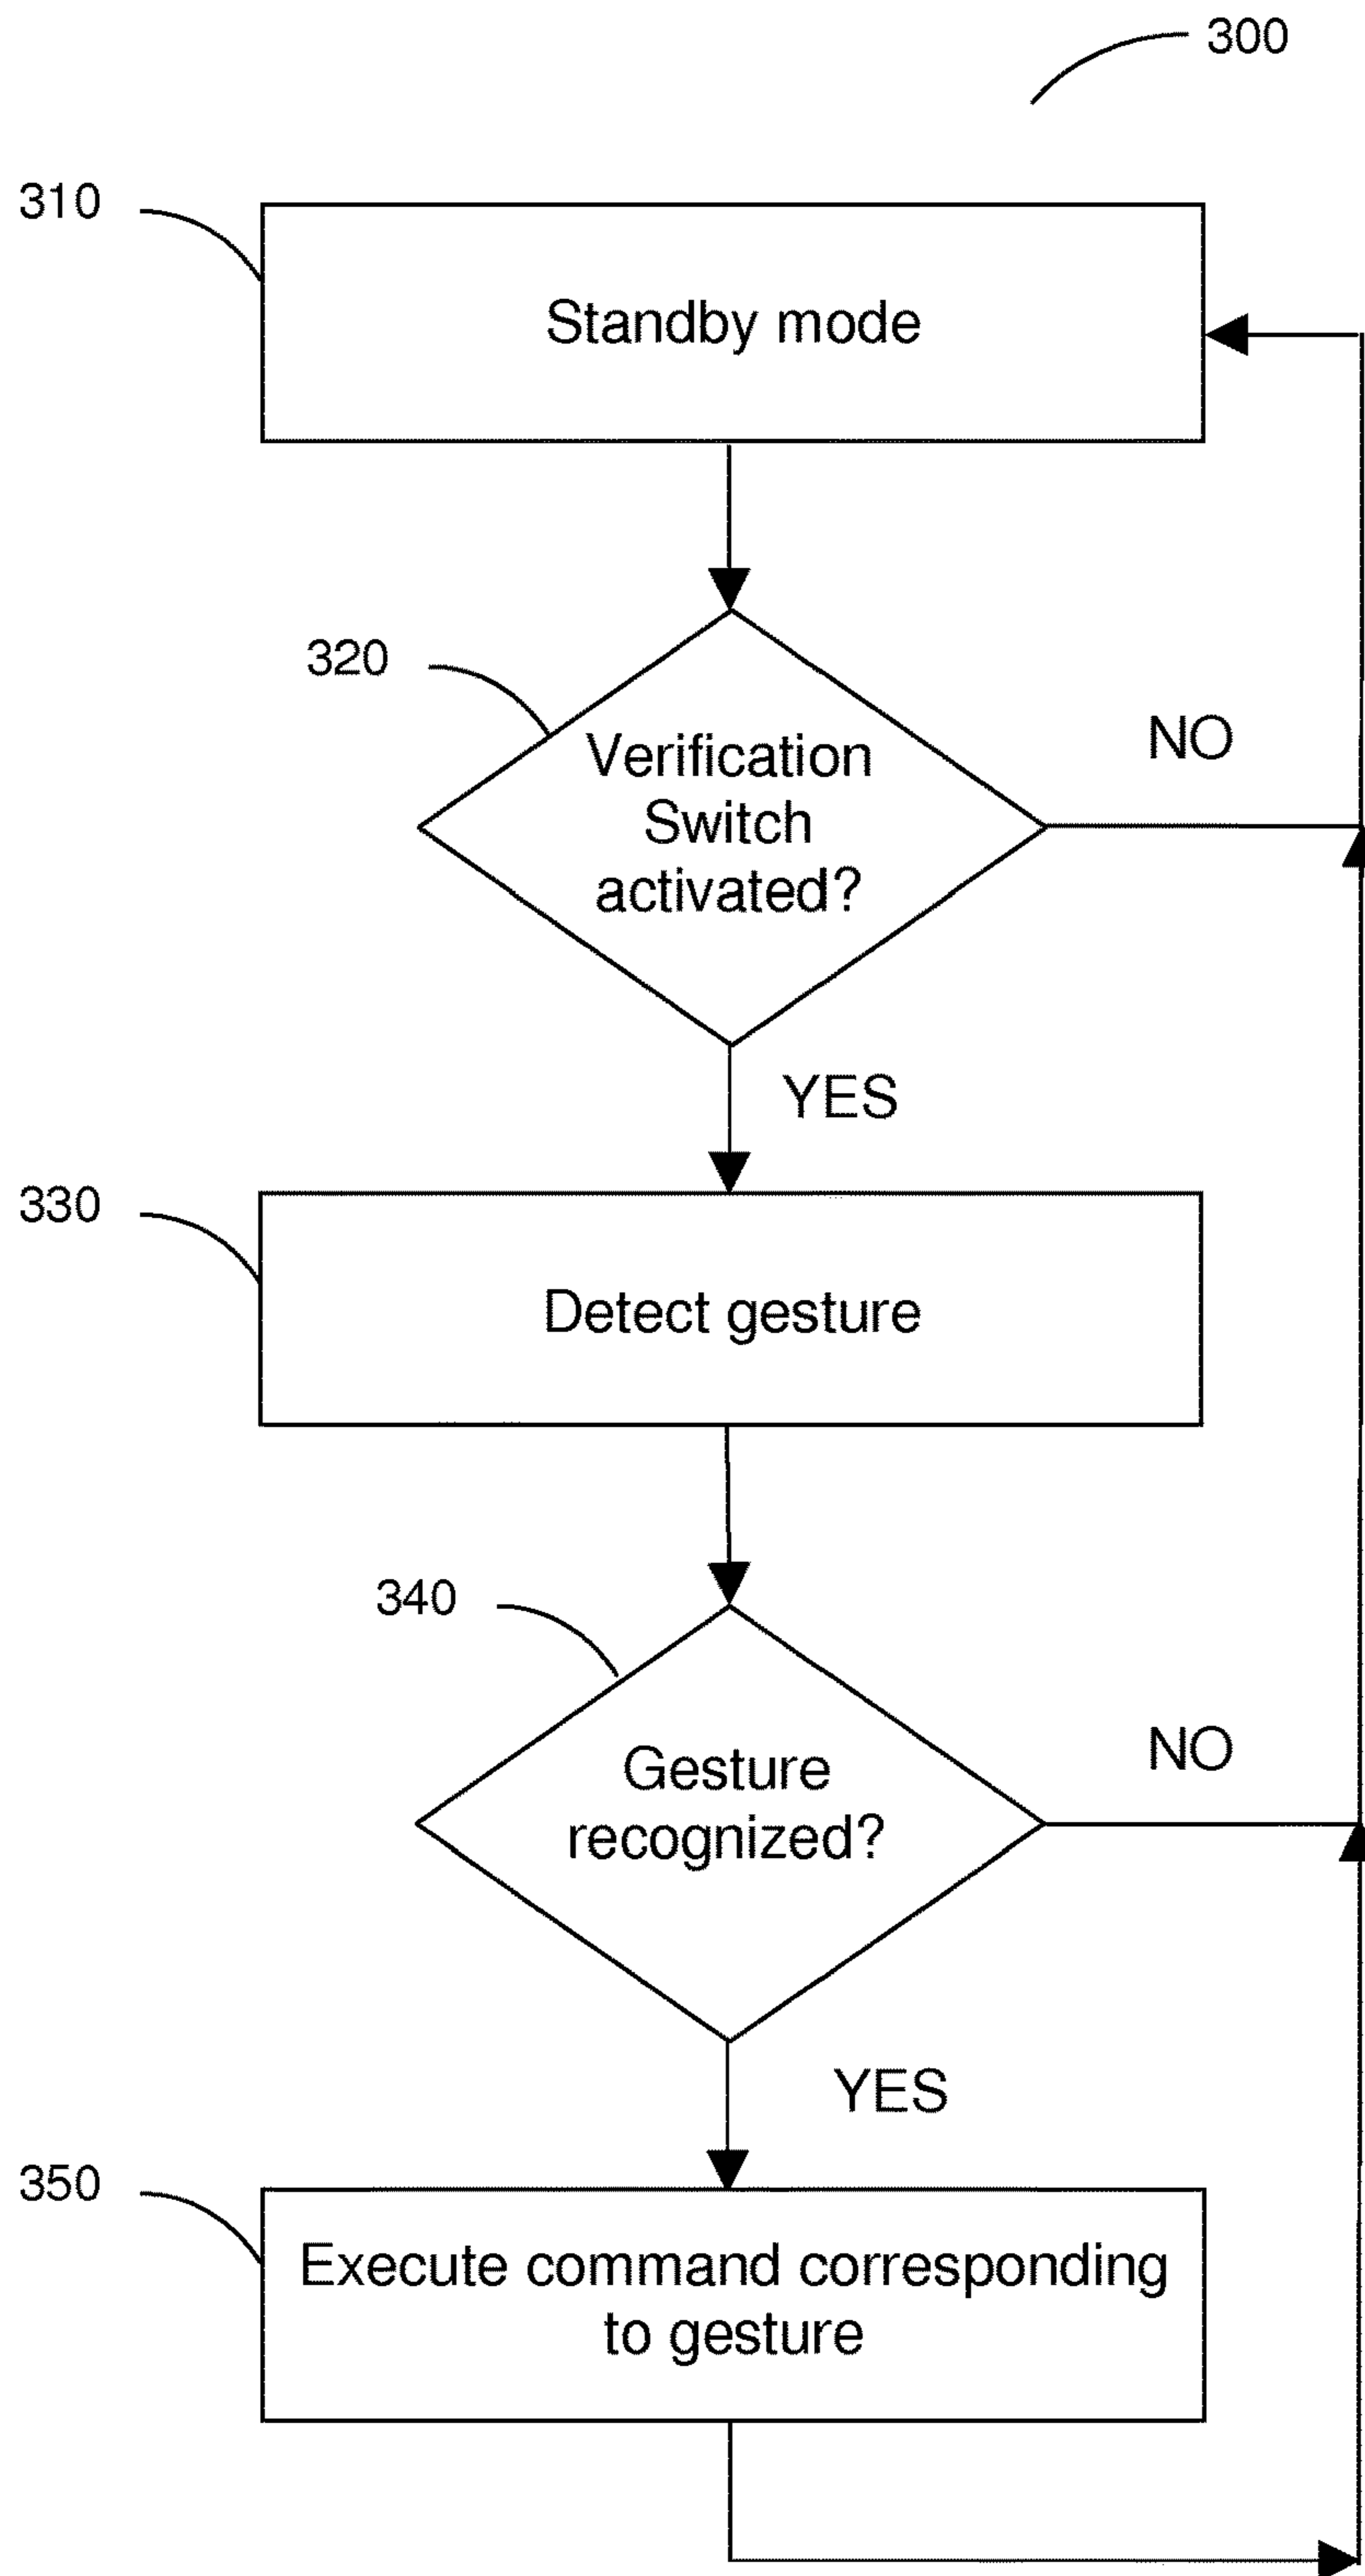 300
310
Standby mode
320
Verification
Switch
activated?
NO
YES
330
Detect gesture
340
Gesture
recognized?
NO
YES
350
Execute command corresponding
to gesture